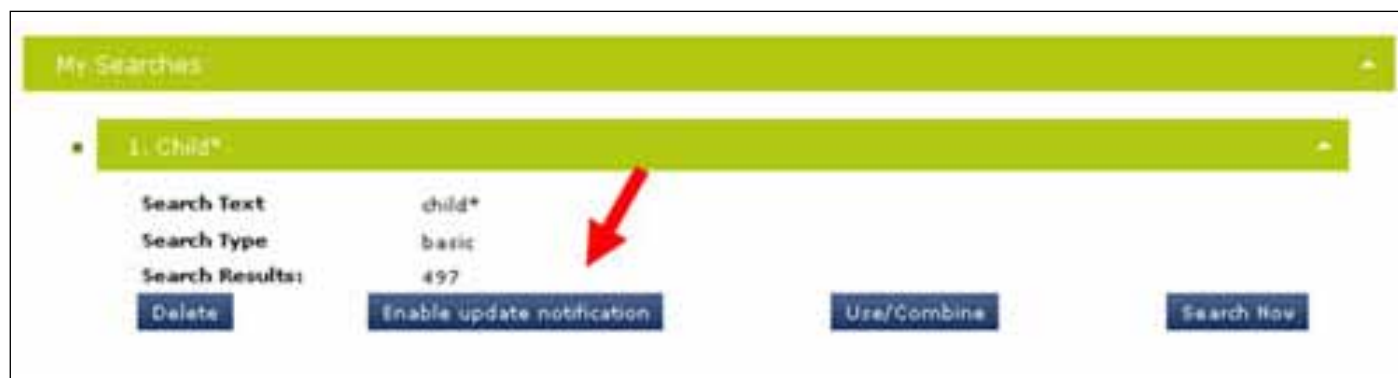 My Searches
1. Child*
Search Text child*
Search Type basic
Search Results: 497
Delete Enable update notification Use/Combine Search Now